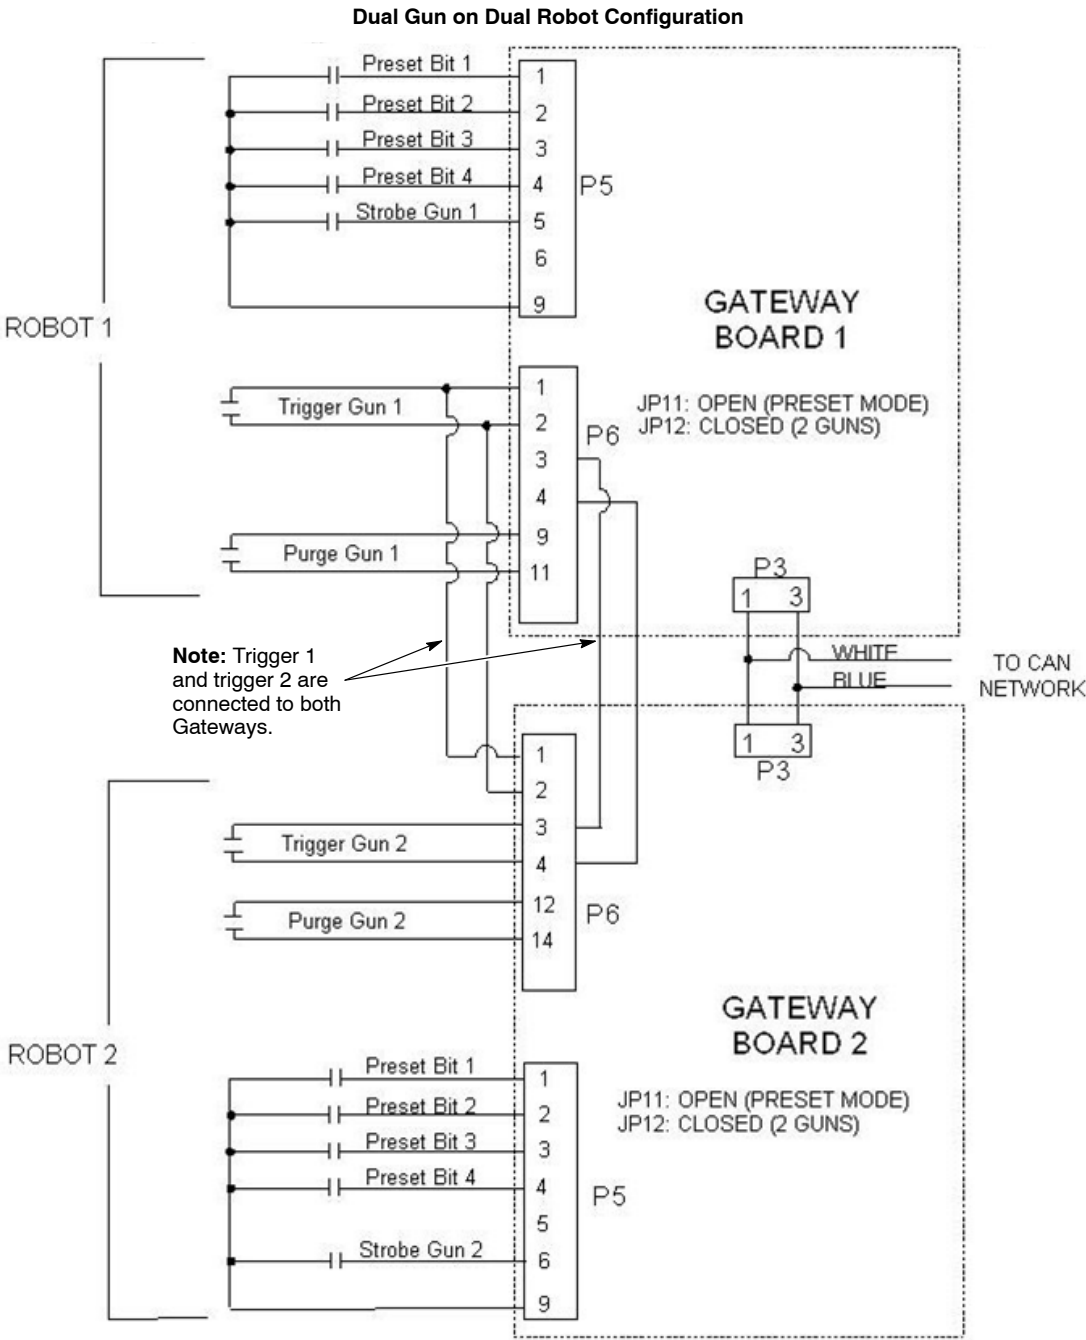 Dual Gun on Dual Robot Configuration
Preset Bit 1
1
Preset Bit 2
2
Preset Bit 3
3
Preset Bit 4
4
P5
Strobe Gun 1
5
6
9
ROBOT 1
GATEWAY
BOARD 1
JP11: OPEN (PRESET MODE)
JP12: CLOSED (2 GUNS)
Trigger Gun 1
1
2
P6
3
4
Purge Gun 1
9
11
P3
1 3
WHITE
BLUE
TO CAN
NETWORK
1 3
P3
Note: Trigger 1
and trigger 2 are
connected to both
Gateways.
1
2
Trigger Gun 2
3
4
Purge Gun 2
12
14
P6
ROBOT 2
GATEWAY
BOARD 2
JP11: OPEN (PRESET MODE)
JP12: CLOSED (2 GUNS)
Preset Bit 1
1
Preset Bit 2
2
Preset Bit 3
3
Preset Bit 4
4
P5
5
Strobe Gun 2
6
9